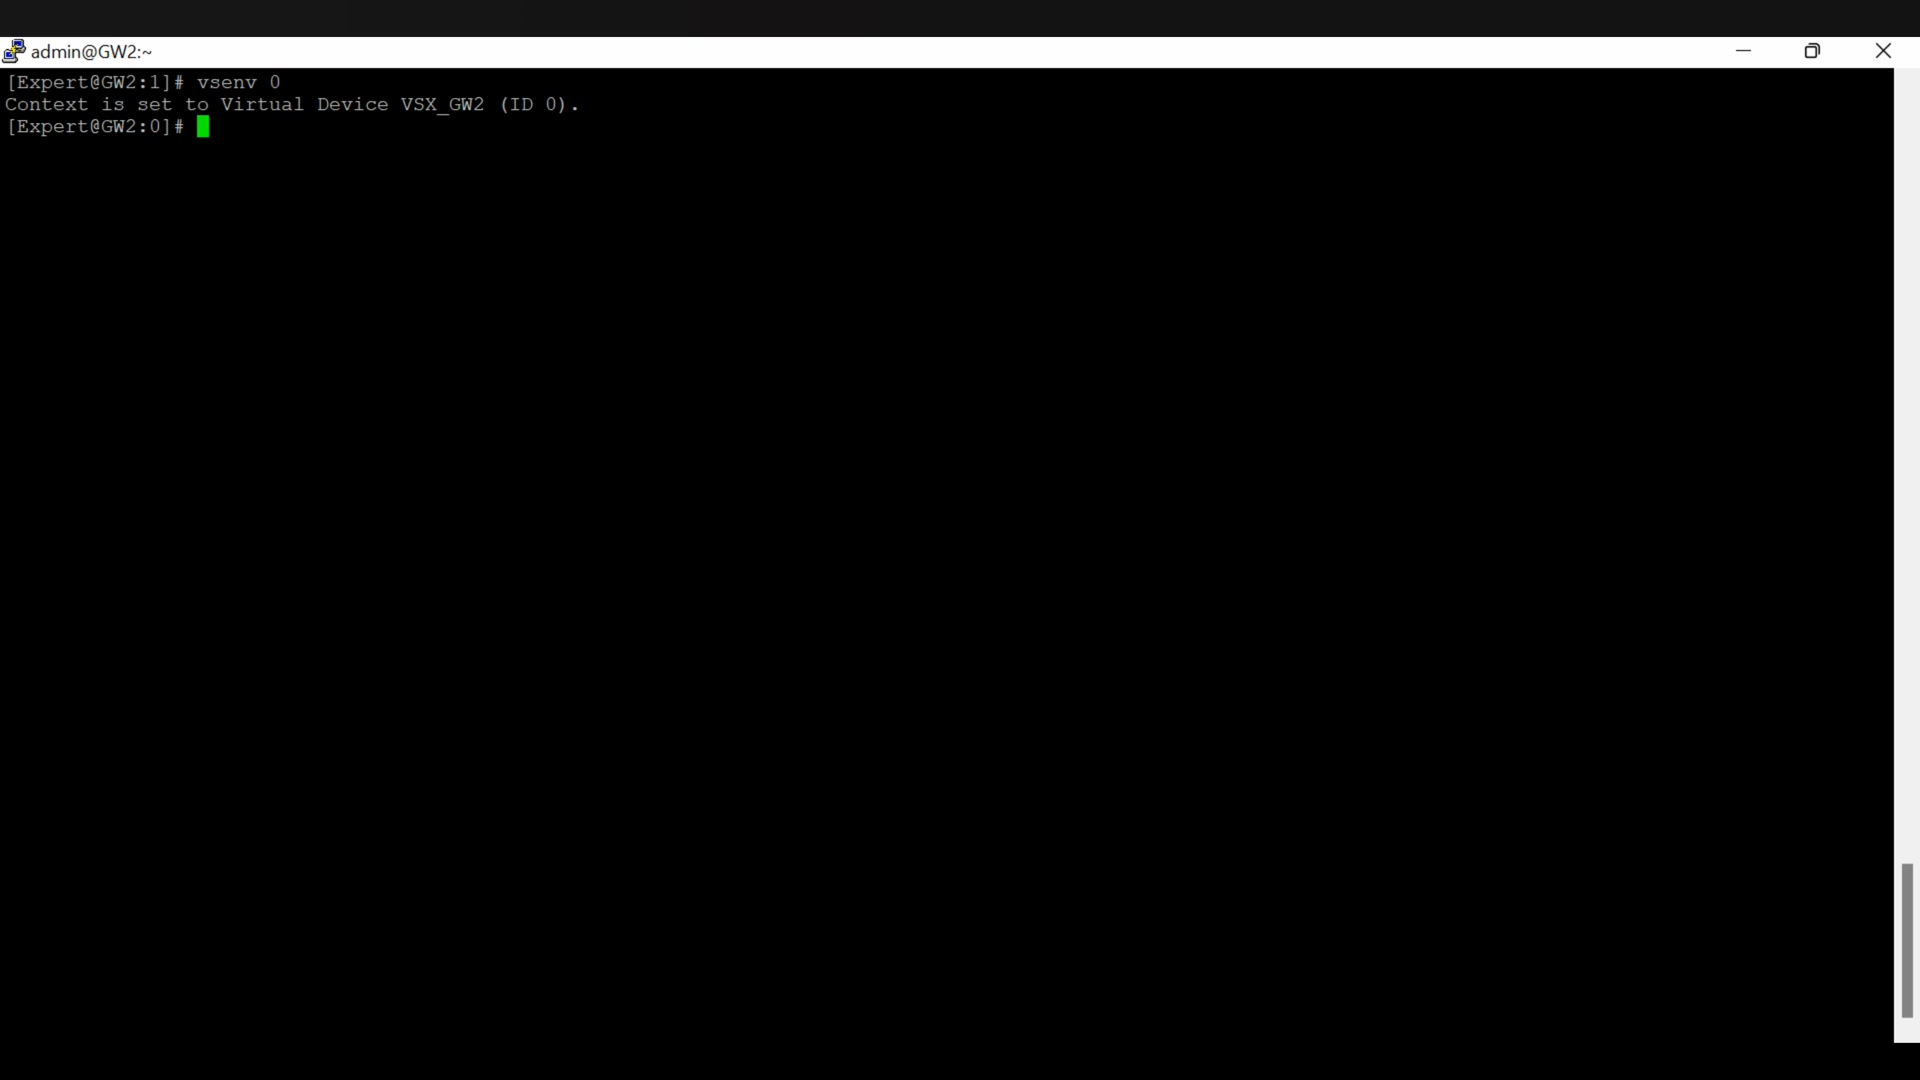 admin@GW2:~
[Expert@GW2:1]# vsenv 0
Context is set to Virtual Device VSX_GW2 (ID 0).
[Expert@GW2:0]#